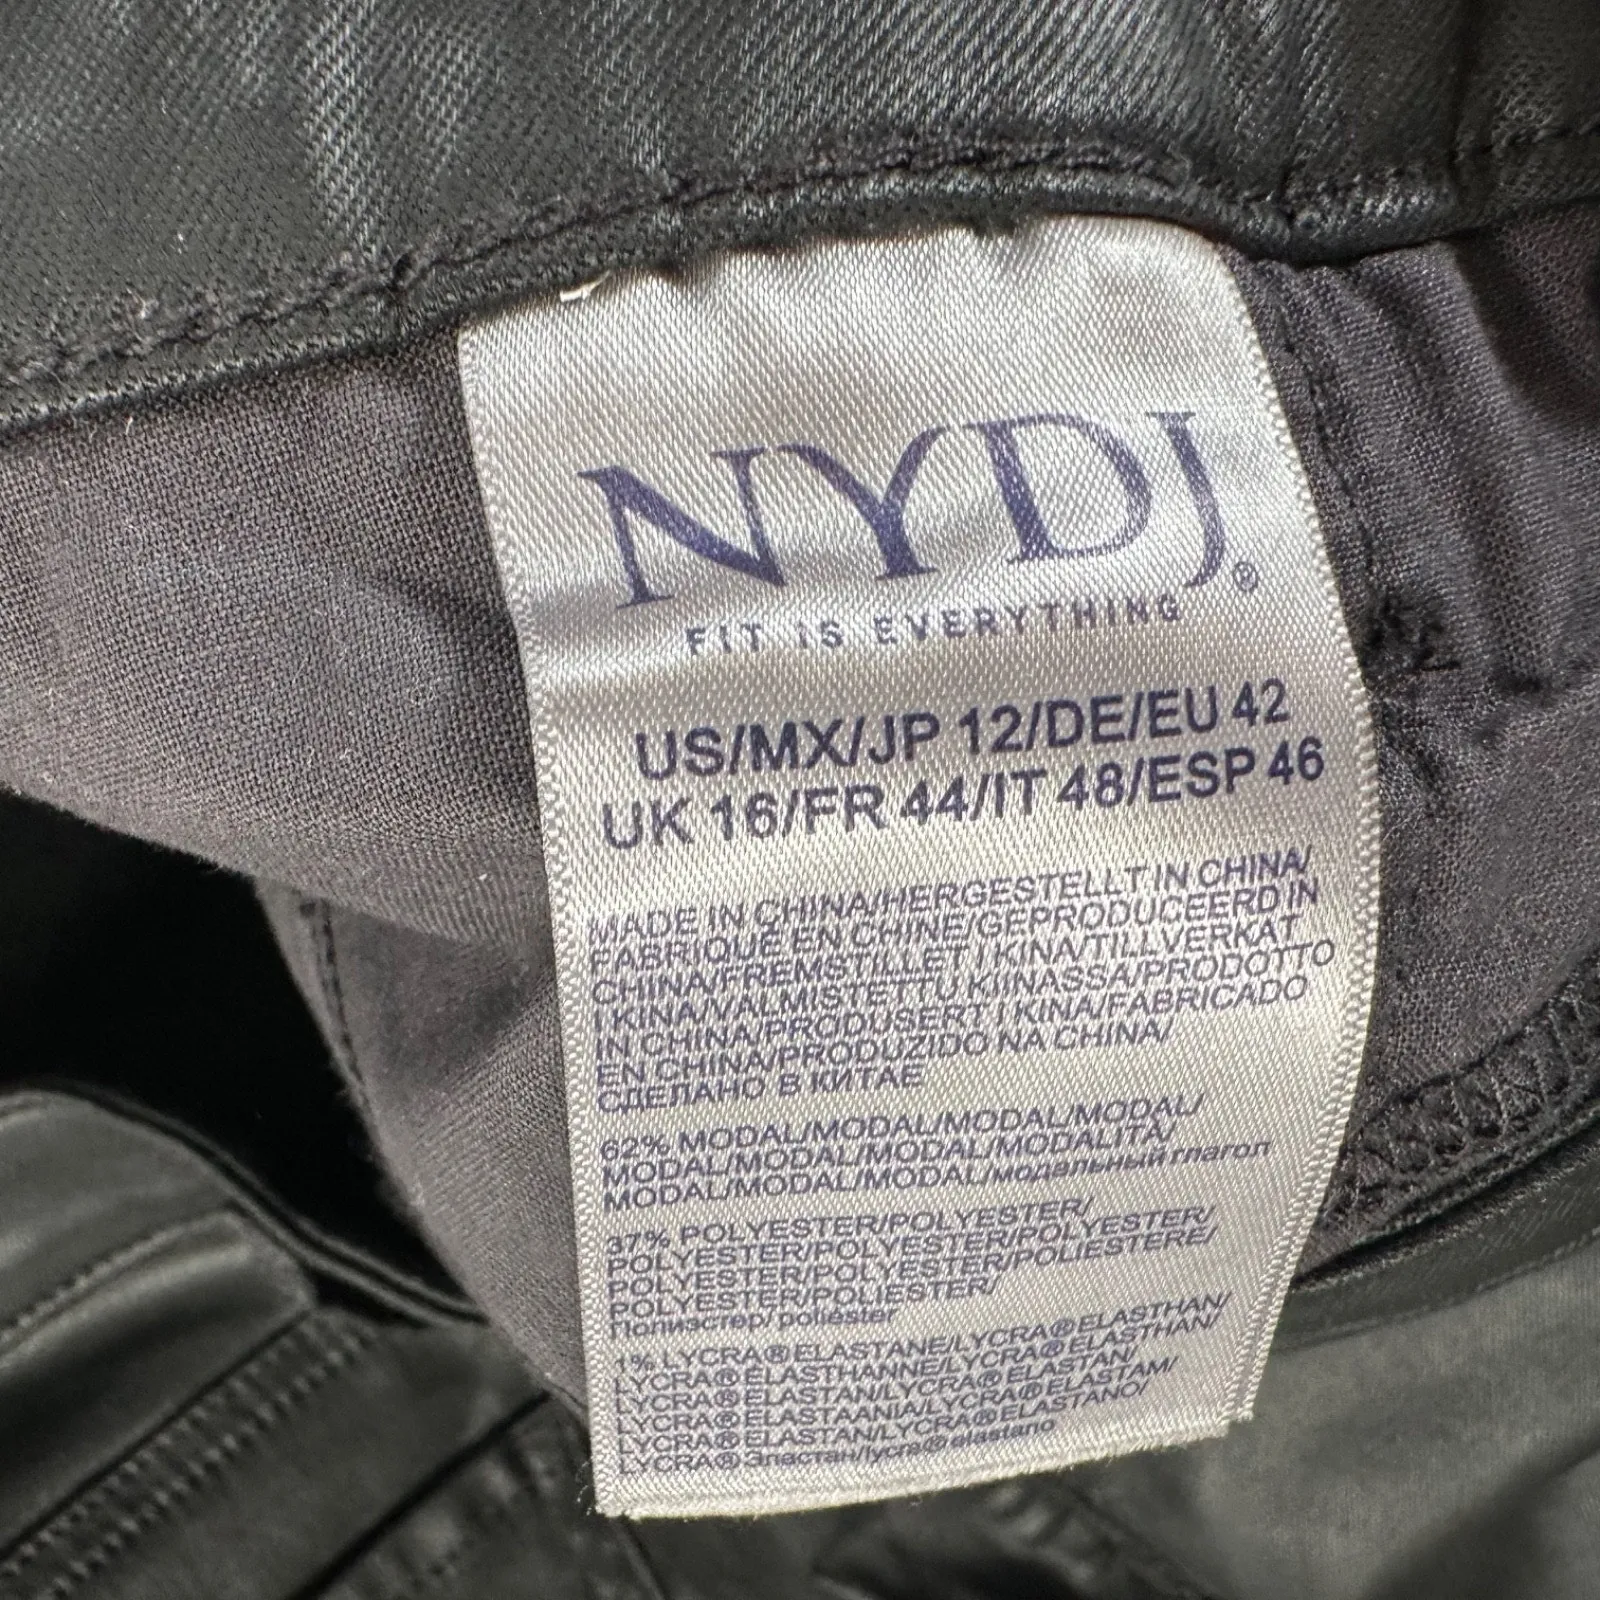 NYDJ®
FIT IS EVERYTHING
US/MX/JP 12/DE/EU 42
UK 16/FR 44/IT 48/ESP 46
MADE IN CHINA/HERGESTELLT IN CHINA/
FABRIQUÉ EN CHINE/GEPRODUCEERD IN
CHINA/FREMSTILLET I KINA/TILLVERKAT
I KINA/VALMISTETTU KIINASSA/PRODOTTO
IN CHINA/PRODUSERT I KINA/FABRICADO
EN CHINA/PRODUZIDO NA CHINA/
СДЕЛАНО В КИТАЕ
62% MODAL/MODAL/MODAL/MODAL/
MODAL/MODAL/MODAL/MODALITA/
MODAL/MODAL/MODAL/модальный глагол
37% POLYESTER/POLYESTER/
POLYESTER/POLYESTER/POLYESTER/
POLYESTER/POLYESTER/POLIESTERE/
POLYESTER/POLIESTER/
Полиэстер/ poliéster
1% LYCRA® ELASTANE/LYCRA® ELASTHAN/
LYCRA® ELASTHANNE/LYCRA® ELASTHAN/
LYCRA® ELASTAN/LYCRA® ELASTAN/
LYCRA® ELASTAANIA/LYCRA® ELASTAM/
LYCRA® ELASTAN/LYCRA® ELASTANO/
LYCRA® Эластан/lycra® elastano